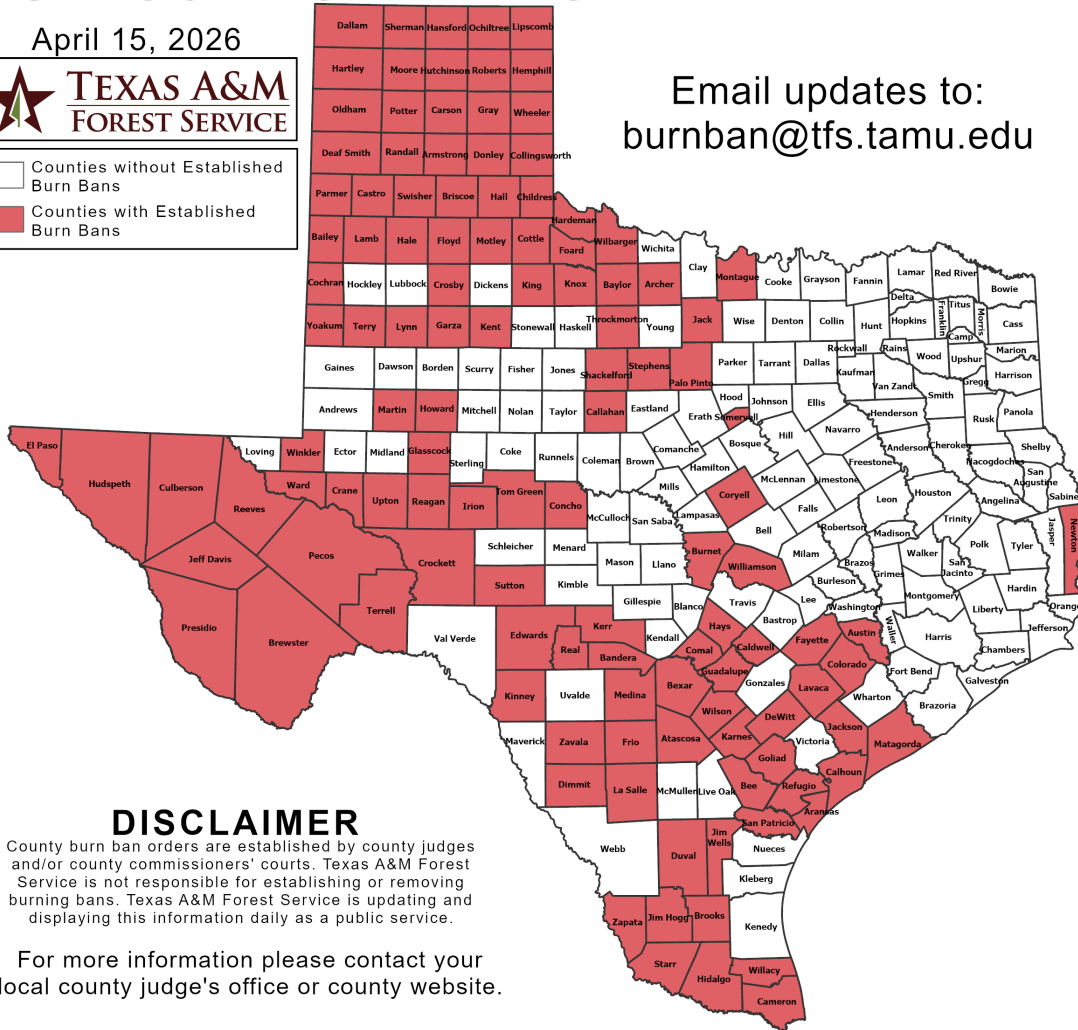 April 15, 2026
TEXAS A&M
FOREST SERVICE
Counties without Established
Burn Bans
Counties with Established
Burn Bans
Email updates to:
burnban@tfs.tamu.edu
Dallam Sherman Hansford Ochiltree Lipscomb
Hartley Moore Hutchinson Roberts Hemphill
Oldham Potter Carson Gray Wheeler
Deaf Smith Randall Armstrong Donley Collingsworth
Parmer Castro Swisher Briscoe Hall Childress
Hardeman
Bailey Lamb Hale Floyd Motley Cottle Foard Wilbarger Wichita
Clay Montague Cooke Grayson Fannin Lamar Red River Bowie
Cochran Hockley Lubbock Crosby Dickens King Knox Baylor Archer
Delta Titus Franklin Morris Cass
Yoakum Terry Lynn Garza Kent Stonewall Haskell Throckmorton Young Jack Wise Denton Collin Hunt Hopkins Camp
Rockwall Rains Wood Upshur Marion
Gaines Dawson Borden Scurry Fisher Jones Shackelford Stephens Palo Pinto Parker Tarrant Dallas Kaufman Van Zandt Gregg Harrison
Andrews Martin Howard Mitchell Nolan Taylor Callahan Eastland Erath Hood Somervell Johnson Ellis Henderson Smith Rusk Panola
El Paso Loving Winkler Ector Midland Glasscock Sterling Coke Runnels Coleman Brown Comanche Hamilton Bosque Hill Navarro Anderson Cherokee Shelby
Hudspeth Culberson Reeves Ward Crane Upton Reagan Irion Tom Green Concho Mills Coryell McLennan Limestone Freestone Leon Houston Nacogdoches San
Augustine Sabine
McCulloch San Saba Lampasas Bell Falls Robertson Madison Trinity Angelina Jasper Newton
Jeff Davis Pecos Crockett Schleicher Menard Mason Llano Burnet Williamson Milam Brazos Grimes Walker San
Jacinto Polk Tyler
Presidio Brewster Terrell Sutton Kimble Gillespie Blanco Travis Lee Burleson Washington Montgomery Liberty Hardin Orange
Val Verde Edwards Real Kerr Bandera Kendall Comal Hays Caldwell Bastrop Fayette Austin Waller Harris Chambers Jefferson
Kinney Uvalde Medina Bexar Guadalupe Gonzales Lavaca Colorado Wharton Fort Bend Brazoria Galveston
Maverick Zavala Frio Atascosa Wilson Karnes DeWitt Victoria Jackson Matagorda
Dimmit La Salle McMullen Live Oak Bee Goliad Refugio Calhoun Aransas
Webb Duval Jim
Wells San Patricio Nueces
Kleberg
Zapata Jim Hogg Brooks Kenedy
Starr Hidalgo Willacy
Cameron
DISCLAIMER
County burn ban orders are established by county judges
and/or county commissioners' courts. Texas A&M Forest
Service is not responsible for establishing or removing
burning bans. Texas A&M Forest Service is updating and
displaying this information daily as a public service.
For more information please contact your
local county judge's office or county website.